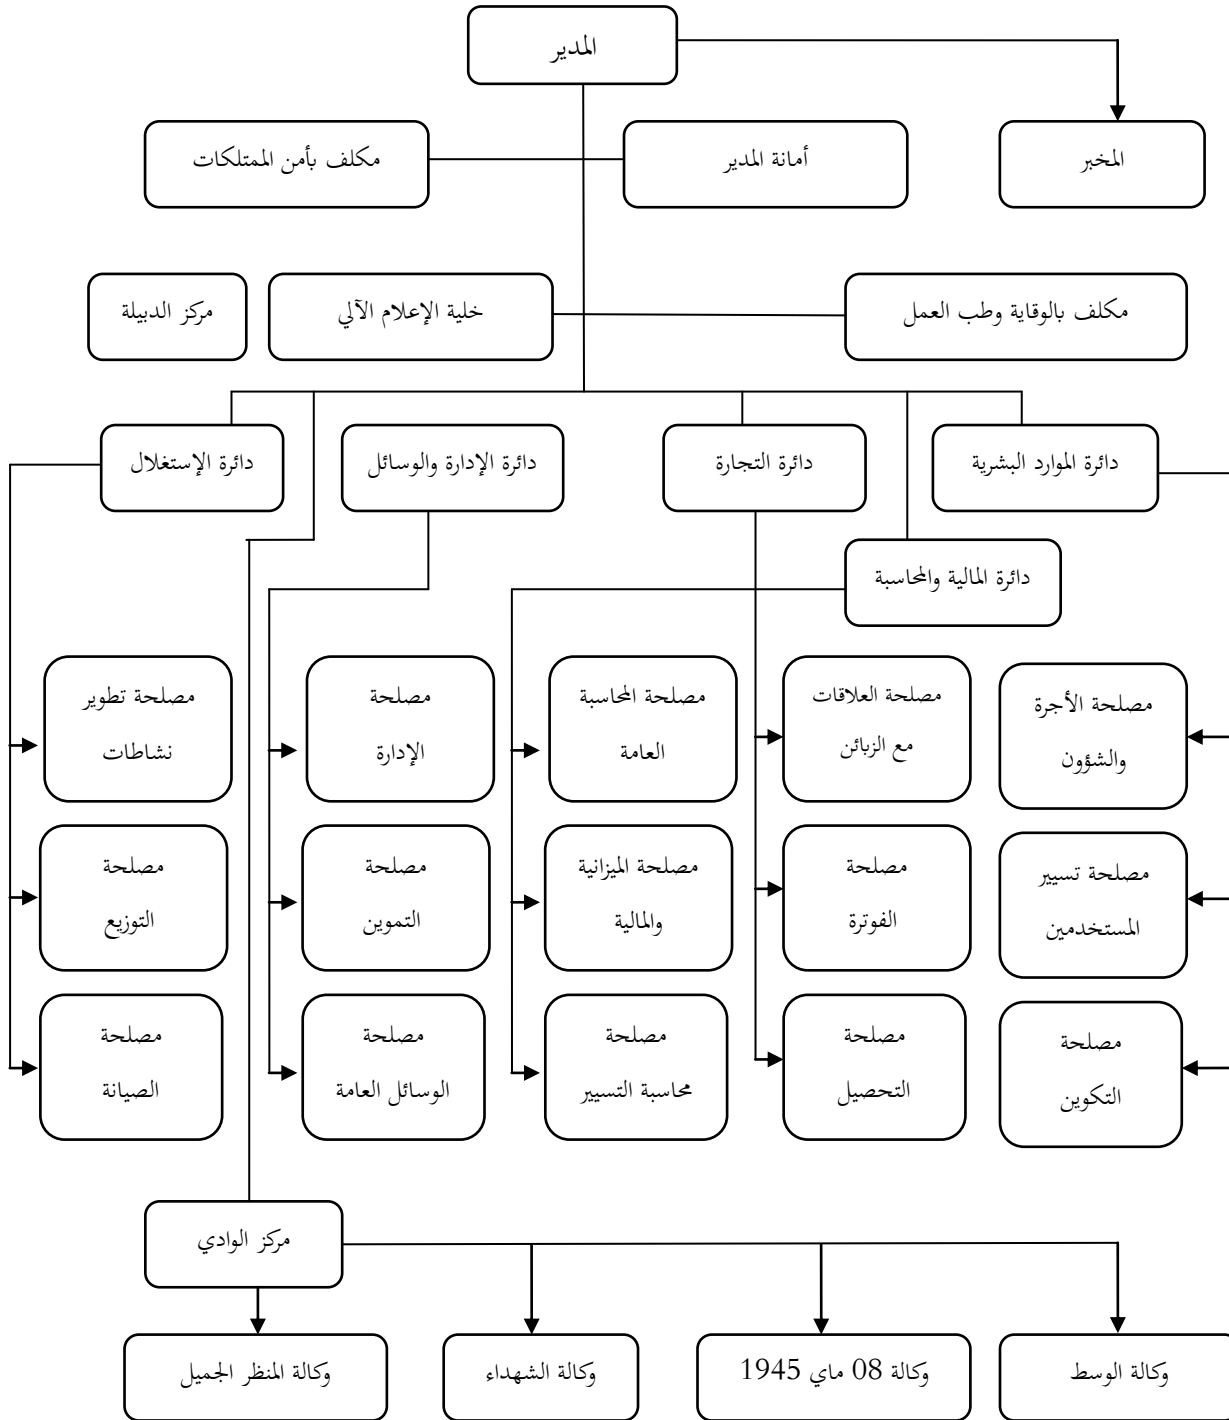 المدير
المخبر
أمانة المدير
مكلف بأمن الممتلكات
مكلف بالوقاية وطب العمل
خلية الإعلام الآلي
مركز الدبيلة
دائرة الموارد البشرية
دائرة التجارة
دائرة الإدارة والوسائل
دائرة الإستغلال
دائرة المالية والمحاسبة
مصلحة الأجرة
والشؤون
مصلحة العلاقات
مع الزبائن
مصلحة المحاسبة
العامة
مصلحة
الإدارة
مصلحة تطوير
نشاطات
مصلحة تسيير
المستخدمين
مصلحة
الفوترة
مصلحة الميزانية
والمالية
مصلحة
التموين
مصلحة
التوزيع
مصلحة
التكوين
مصلحة
التحصيل
مصلحة
محاسبة التسيير
مصلحة
الوسائل العامة
مصلحة
الصيانة
مركز الوادي
وكالة الوسط
وكالة 08 ماي 1945
وكالة الشهداء
وكالة المنظر الجميل